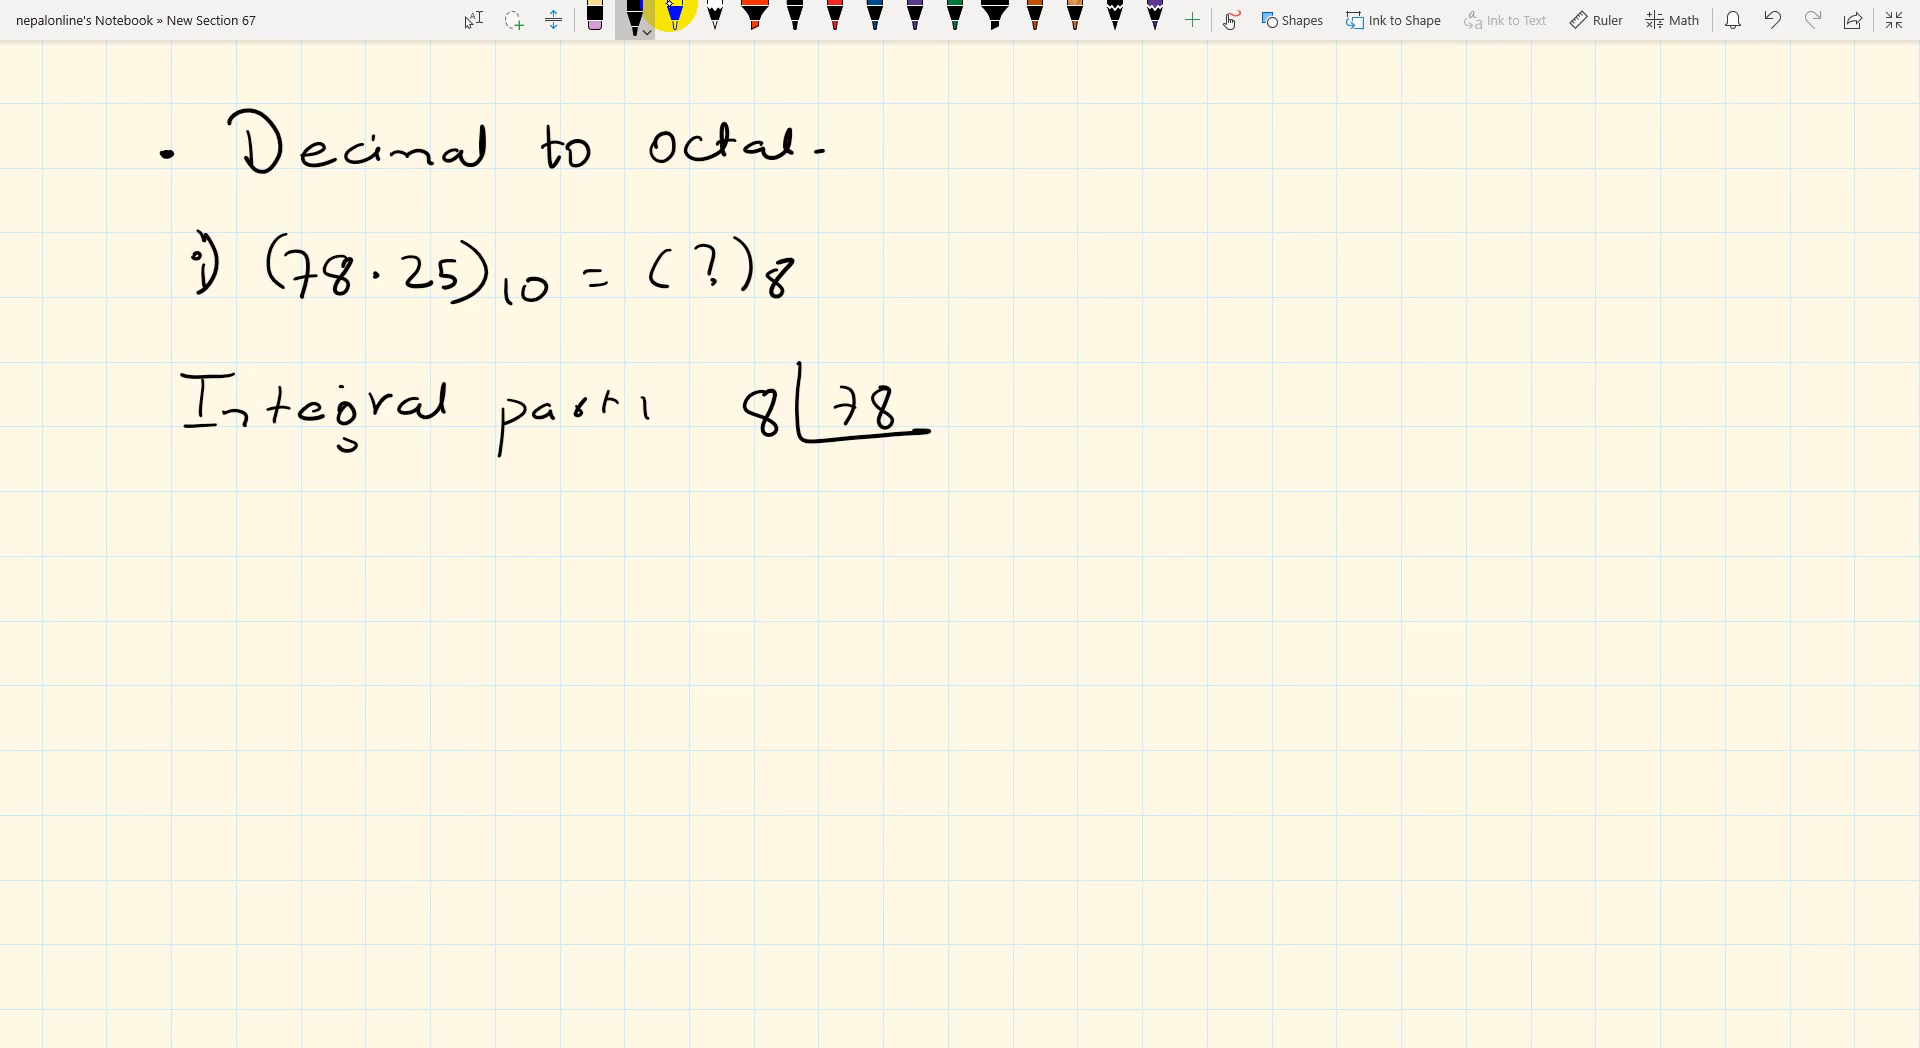 nepalonline's Notebook » New Section 67
Shapes Ink to Shape Ink to Text Ruler Math
. Decimal to octal.
i) (78.25)10 = (?)8
Integral part, 8 78